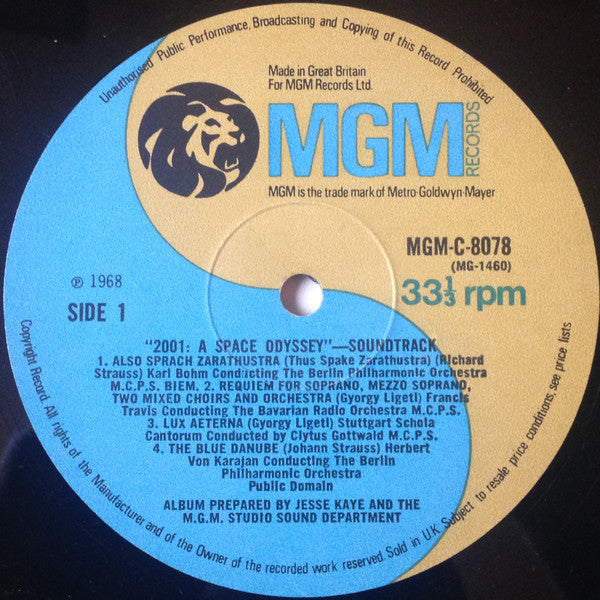 Unauthorised Public Performance, Broadcasting and Copying of this Record Prohibited
Made in Great Britain
For MGM Records Ltd.
MGM
RECORDS
MGM is the trade mark of Metro-Goldwyn-Mayer
MGM-C-8078
(MG-1460)
33⅓ rpm
℗ 1968
SIDE 1
"2001: A SPACE ODYSSEY"—SOUNDTRACK
1. ALSO SPRACH ZARATHUSTRA (Thus Spake Zarathustra) (Richard
Strauss) Karl Bohm Conducting The Berlin Philharmonic Orchestra
M.C.P.S. BIEM. 2. REQUIEM FOR SOPRANO, MEZZO SOPRANO,
TWO MIXED CHOIRS AND ORCHESTRA (Gyorgy Ligeti) Francis
Travis Conducting The Bavarian Radio Orchestra M.C.P.S.
3. LUX AETERNA (Gyorgy Ligeti) Stuttgart Schola
Cantorum Conducted by Clytus Gottwald M.C.P.S.
4. THE BLUE DANUBE (Johann Strauss) Herbert
Von Karajan Conducting The Berlin
Philharmonic Orchestra
Public Domain
ALBUM PREPARED BY JESSE KAYE AND THE
M.G.M. STUDIO SOUND DEPARTMENT
Copyright Record. All rights of the Manufacturer and of the Owner of the recorded work reserved. Sold in U.K. Subject to resale price conditions, see price lists